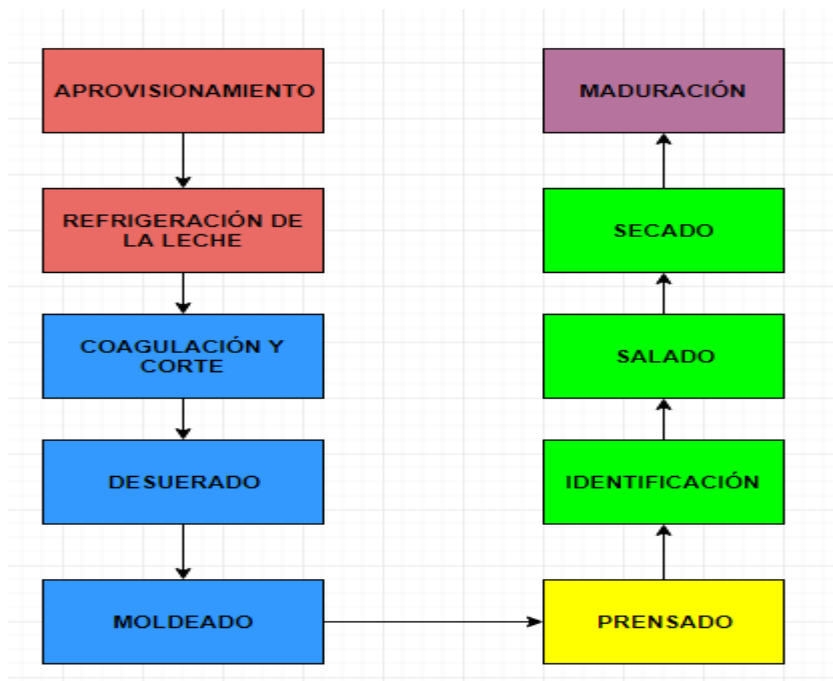 APROVISIONAMIENTO
REFRIGERACIÓN DE
LA LECHE
COAGULACIÓN Y
CORTE
DESUERADO
MOLDEADO
PRENSADO
IDENTIFICACIÓN
SALADO
SECADO
MADURACIÓN